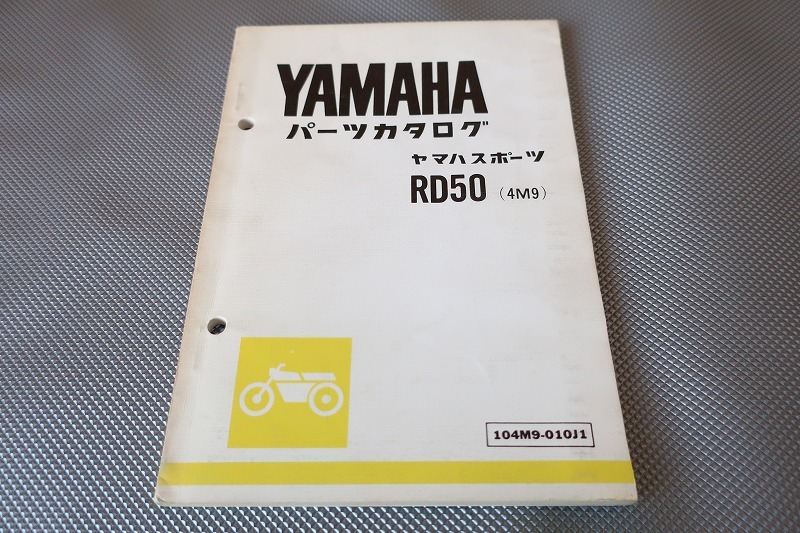 YAMAHA
パーツカタログ
ヤマハスポーツ
RD50 (4M9)
104M9-010J1